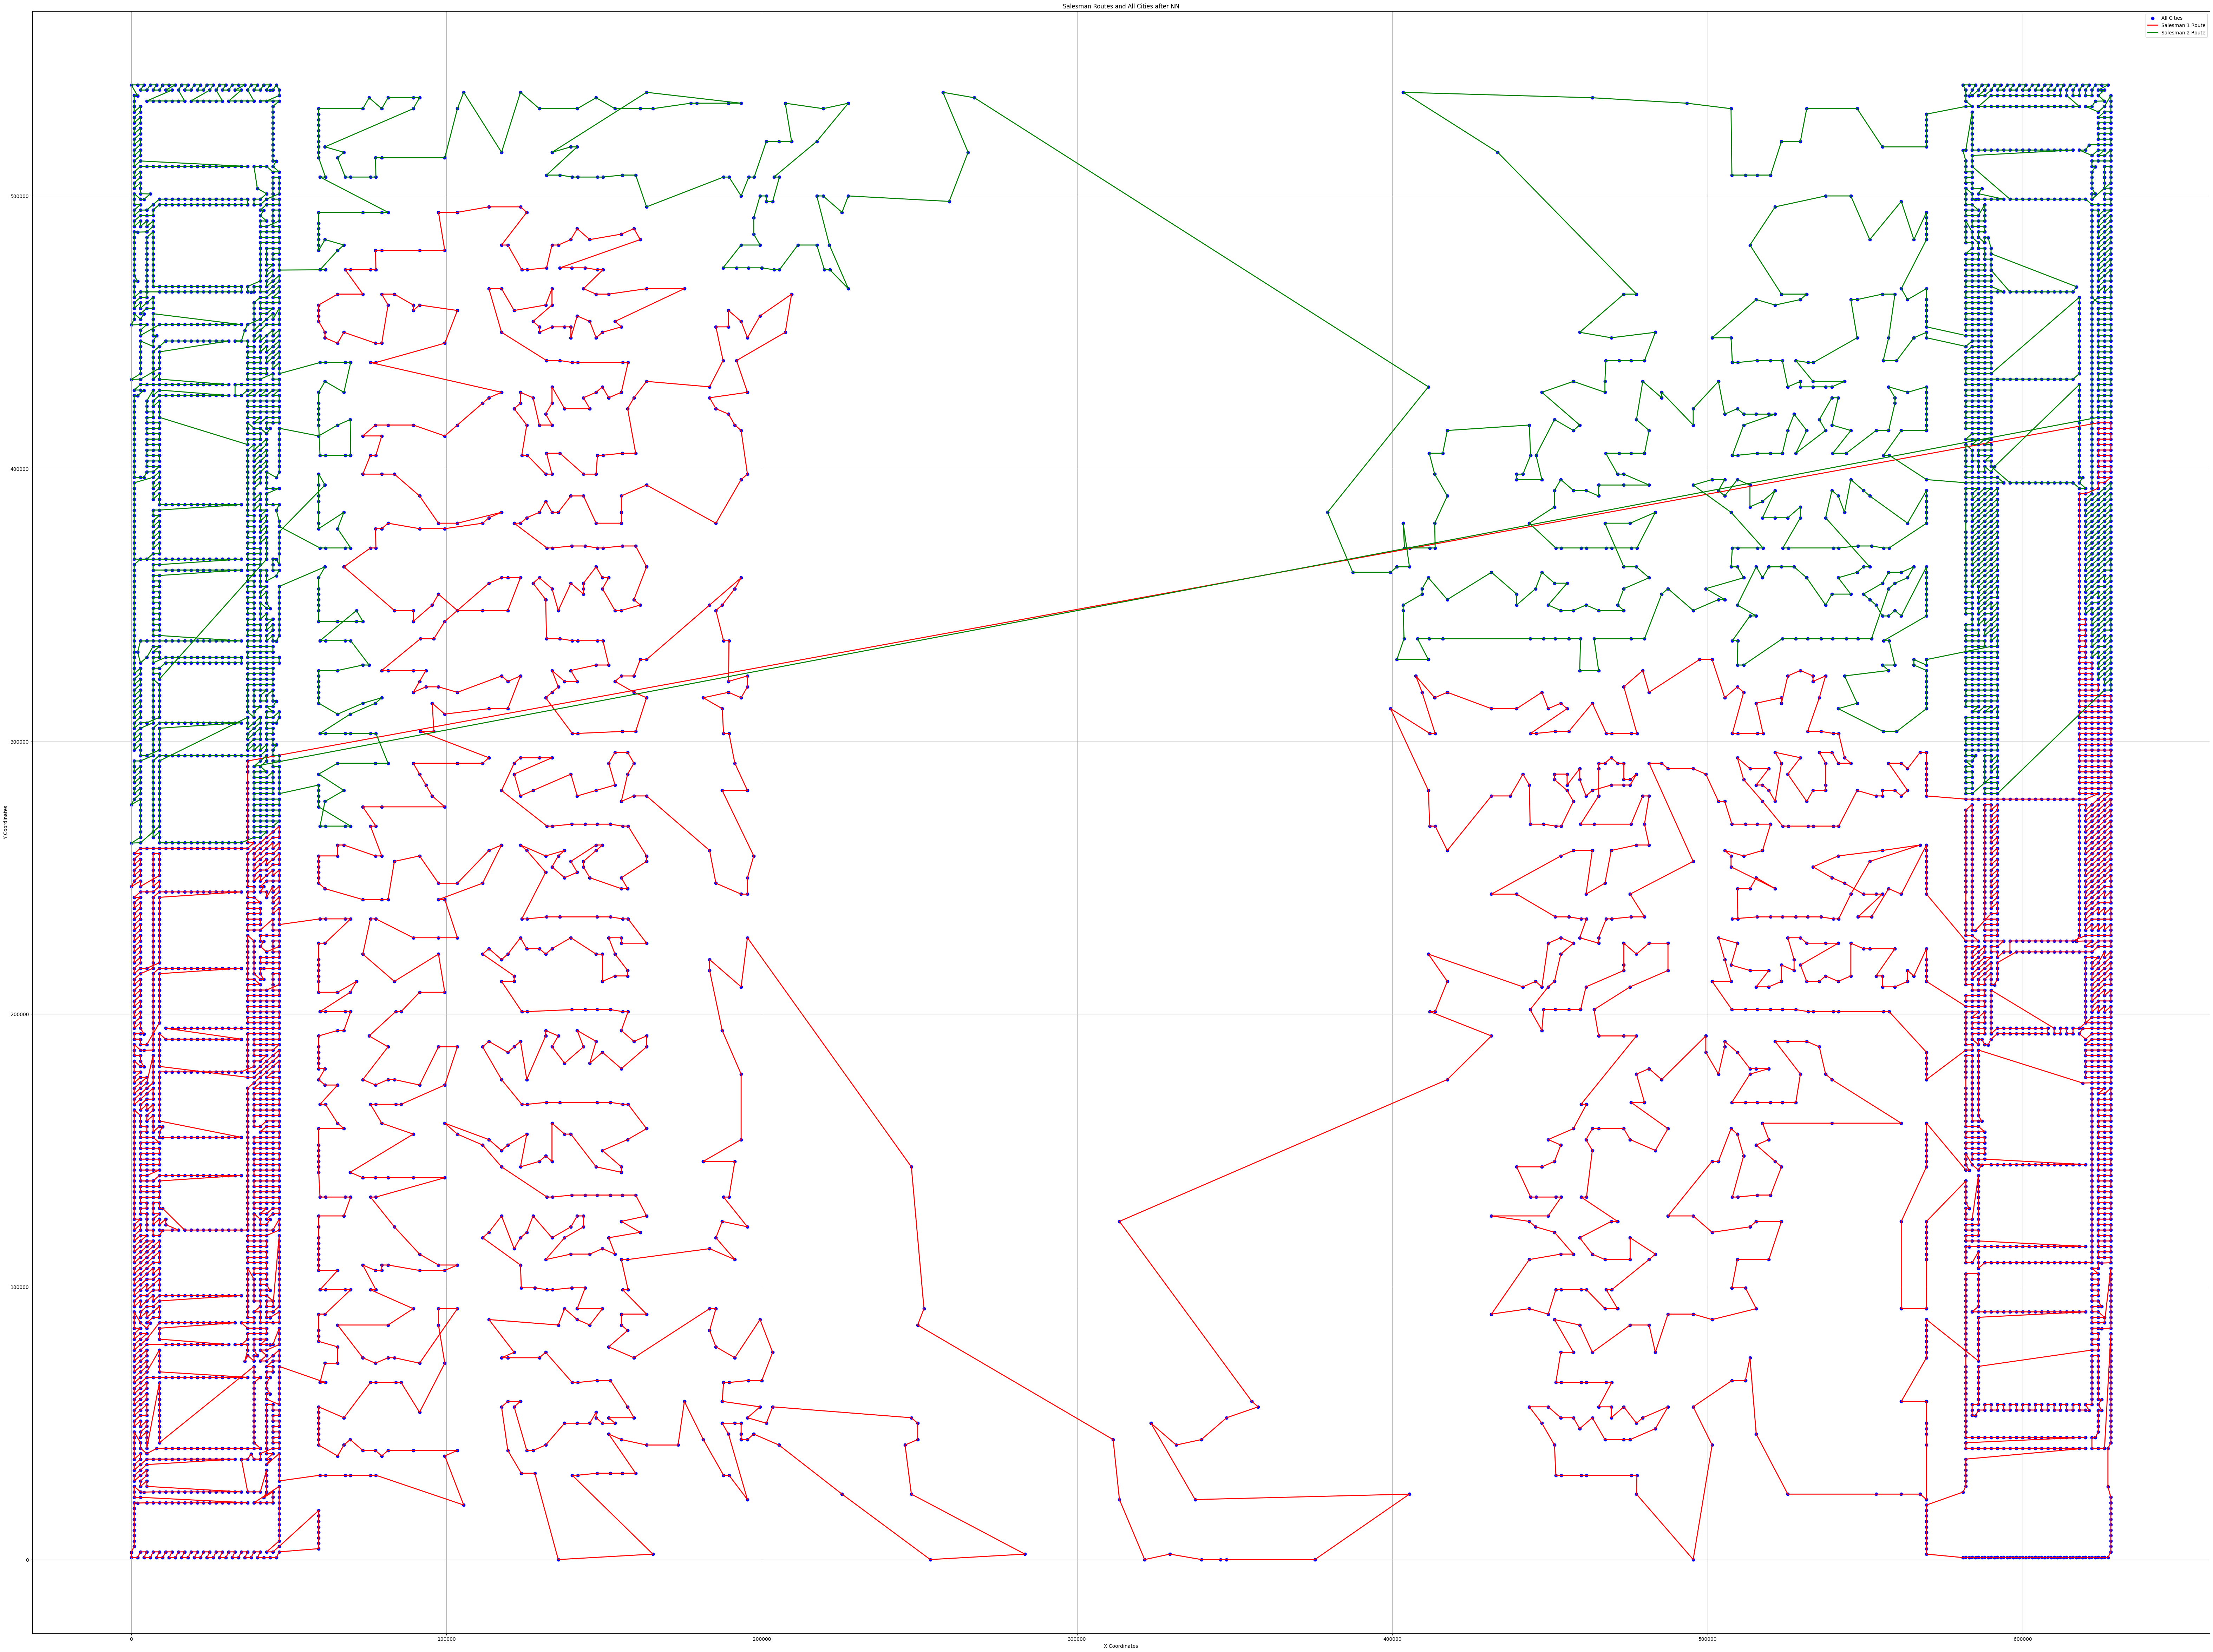 Salesman Routes and All Cities after NN
All Cities
Salesman 1 Route
Salesman 2 Route
500000
400000
300000
200000
100000
0
Y Coordinates
0
100000
200000
300000
400000
500000
600000
X Coordinates